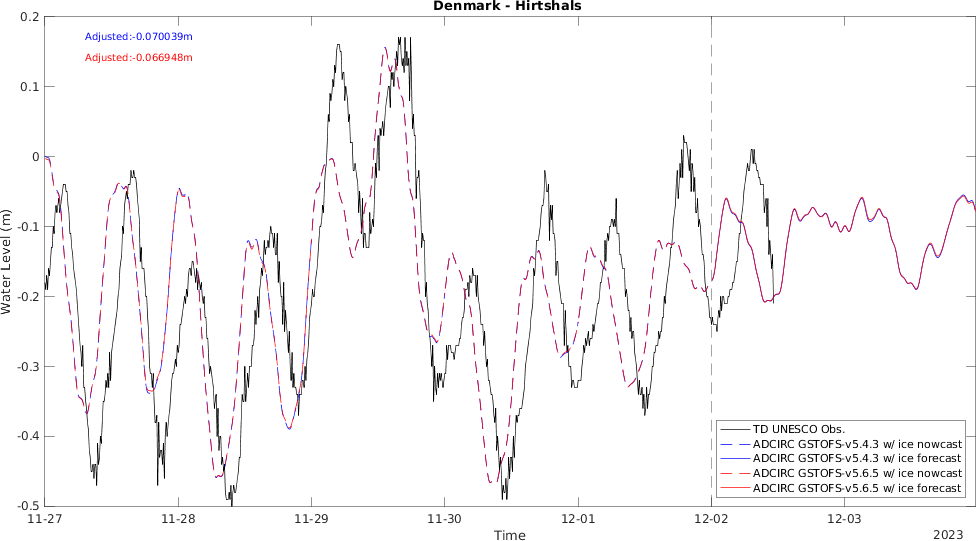 Denmark - Hirtshals
Adjusted:-0.070039m
Adjusted:-0.066948m
0.2
0.1
0
-0.1
-0.2
-0.3
-0.4
-0.5
Water Level (m)
TD UNESCO Obs.
ADCIRC GSTOFS-v5.4.3 w/ ice nowcast
ADCIRC GSTOFS-v5.4.3 w/ ice forecast
ADCIRC GSTOFS-v5.6.5 w/ ice nowcast
ADCIRC GSTOFS-v5.6.5 w/ ice forecast
11-27 11-28 11-29 11-30 12-01 12-02 12-03
Time
2023